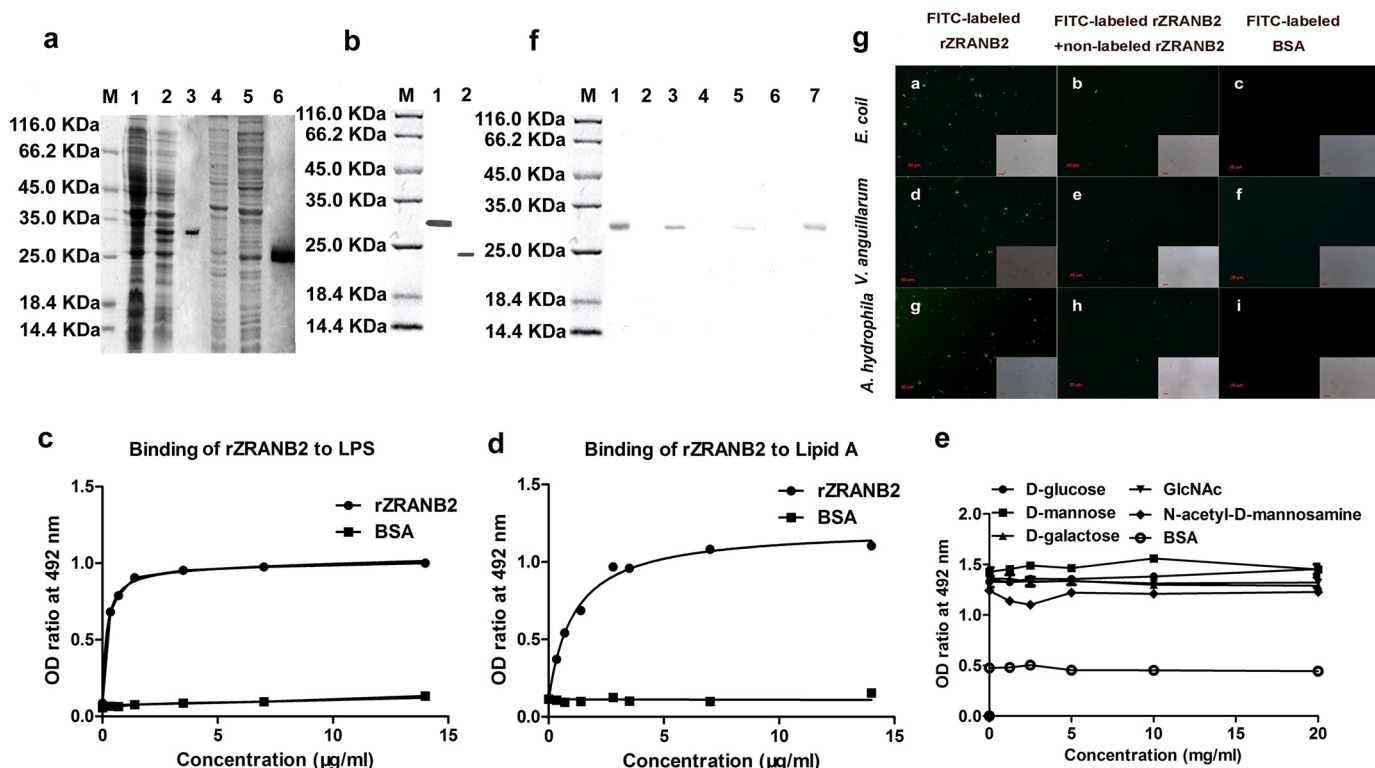 a
M 1 2 3 4 5 6
116.0 KDa
66.2 KDa
45.0 KDa
35.0 KDa
25.0 KDa
18.4 KDa
14.4 KDa
b
M 1 2
116.0 KDa
66.2 KDa
45.0 KDa
35.0 KDa
25.0 KDa
18.4 KDa
14.4 KDa
f
M 1 2 3 4 5 6 7
116.0 KDa
66.2 KDa
45.0 KDa
35.0 KDa
25.0 KDa
18.4 KDa
14.4 KDa
g
FITC-labeled
rZRANB2
FITC-labeled rZRANB2
+non-labeled rZRANB2
FITC-labeled
BSA
E. coil
V. anguillarum
A. hydrophila
a b c
d e f
g h i
c
Binding of rZRANB2 to LPS
rZRANB2
BSA
OD ratio at 492 nm
1.5
1.0
0.5
0.0
0 5 10 15
Concentration (µg/ml)
d
Binding of rZRANB2 to Lipid A
rZRANB2
BSA
OD ratio at 492 nm
1.5
1.0
0.5
0.0
0 5 10 15
Concentration (µg/ml)
e
D-glucose
D-mannose
D-galactose
GlcNAc
N-acetyl-D-mannosamine
BSA
OD ratio at 492 nm
2.0
1.5
1.0
0.5
0.0
0 5 10 15 20
Concentration (mg/ml)